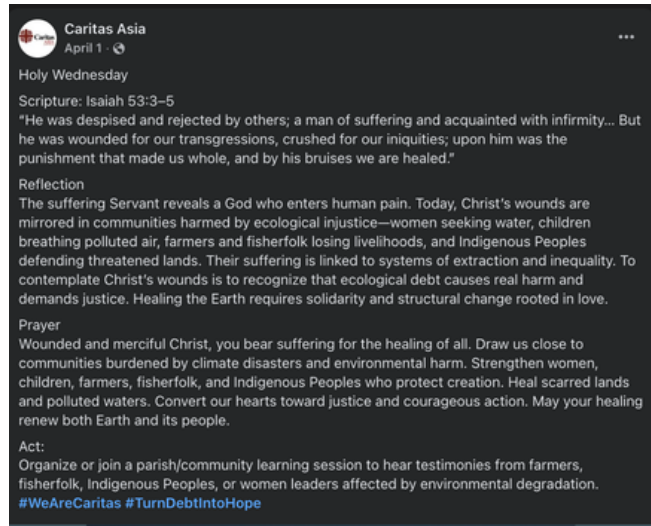 Caritas
Caritas Asia
April 1 ·
Holy Wednesday
Scripture: Isaiah 53:3–5
“He was despised and rejected by others; a man of suffering and acquainted with infirmity... But
he was wounded for our transgressions, crushed for our iniquities; upon him was the
punishment that made us whole, and by his bruises we are healed.”
Reflection
The suffering Servant reveals a God who enters human pain. Today, Christ’s wounds are
mirrored in communities harmed by ecological injustice—women seeking water, children
breathing polluted air, farmers and fisherfolk losing livelihoods, and Indigenous Peoples
defending threatened lands. Their suffering is linked to systems of extraction and inequality. To
contemplate Christ’s wounds is to recognize that ecological debt causes real harm and
demands justice. Healing the Earth requires solidarity and structural change rooted in love.
Prayer
Wounded and merciful Christ, you bear suffering for the healing of all. Draw us close to
communities burdened by climate disasters and environmental harm. Strengthen women,
children, farmers, fisherfolk, and Indigenous Peoples who protect creation. Heal scarred lands
and polluted waters. Convert our hearts toward justice and courageous action. May your healing
renew both Earth and its people.
Act:
Organize or join a parish/community learning session to hear testimonies from farmers,
fisherfolk, Indigenous Peoples, or women leaders affected by environmental degradation.
#WeAreCaritas #TurnDebtIntoHope